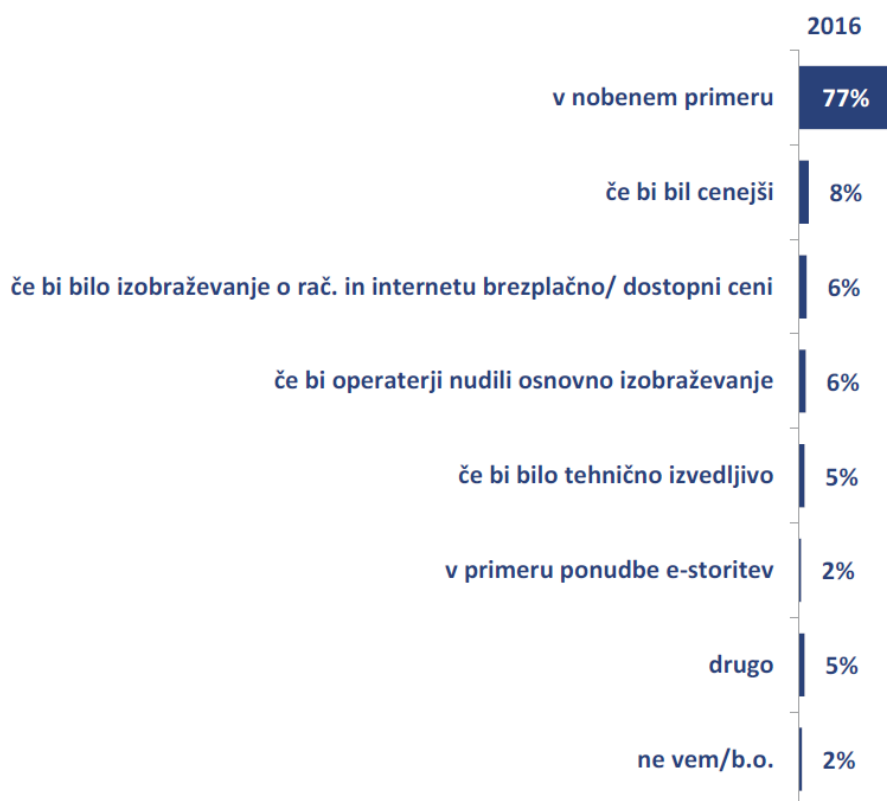 2016
v nobenem primeru 77%
če bi bil cenejši 8%
če bi bilo izobraževanje o rač. in internetu brezplačno/ dostopni ceni 6%
če bi operaterji nudili osnovno izobraževanje 6%
če bi bilo tehnično izvedljivo 5%
v primeru ponudbe e-storitev 2%
drugo 5%
ne vem/b.o. 2%